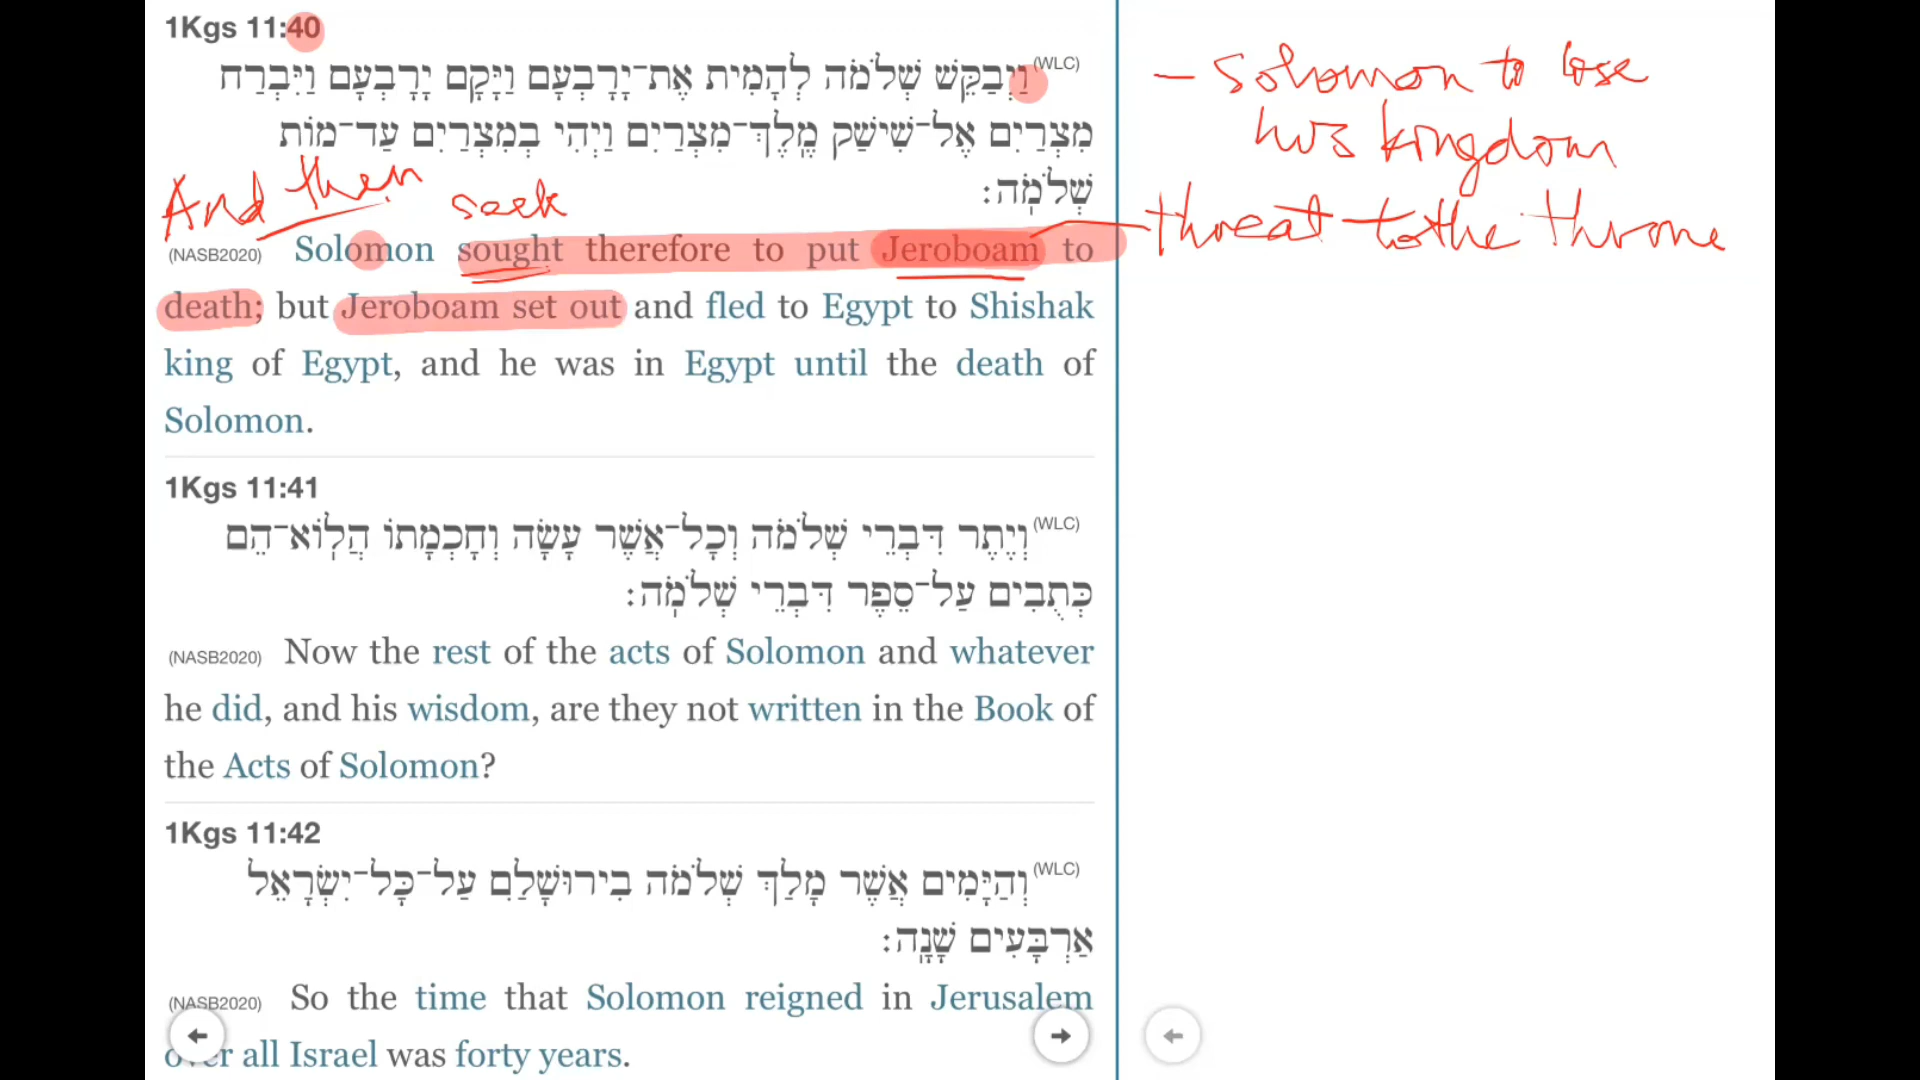 1Kgs 11:40
(WLC) וַיְבַקֵּשׁ שְׁלֹמֹה לְהָמִית אֶת־יָרָבְעָם וַיָּקָם יָרָבְעָם וַיִּבְרַח
מִצְרַיִם אֶל־שִׁישַׁק מֶלֶךְ־מִצְרַיִם וַיְהִי בְמִצְרַיִם עַד־מוֹת
שְׁלֹמֹה׃
And then seek
(NASB2020) Solomon sought therefore to put Jeroboam to
death; but Jeroboam set out and fled to Egypt to Shishak
king of Egypt, and he was in Egypt until the death of
Solomon.
1Kgs 11:41
(WLC) וְיֶתֶר דִּבְרֵי שְׁלֹמֹה וְכָל־אֲשֶׁר עָשָׂה וְחָכְמָתוֹ הֲלוֹא־הֵם
כְּתֻבִים עַל־סֵפֶר דִּבְרֵי שְׁלֹמֹה׃
(NASB2020) Now the rest of the acts of Solomon and whatever
he did, and his wisdom, are they not written in the Book of
the Acts of Solomon?
1Kgs 11:42
(WLC) וְהַיָּמִים אֲשֶׁר מָלַךְ שְׁלֹמֹה בִירוּשָׁלִַם עַל־כָּל־יִשְׂרָאֵל
אַרְבָּעִים שָׁנָה׃
(NASB2020) So the time that Solomon reigned in Jerusalem
over all Israel was forty years.
- Solomon to lose
his kingdom
threat to the throne